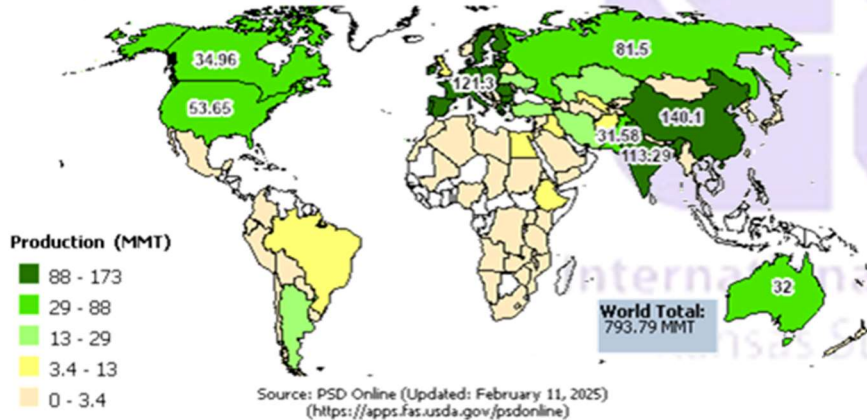 34.96
81.5
121.3
53.65
140.1
31.58
113.29
Production (MMT)
88 - 173
29 - 88
13 - 29
3.4 - 13
0 - 3.4
32
World Total:
793.79 MMT
Internationa
Kansas S
Source: PSD Online (Updated: February 11, 2025)
(https://apps.fas.usda.gov/psdonline)